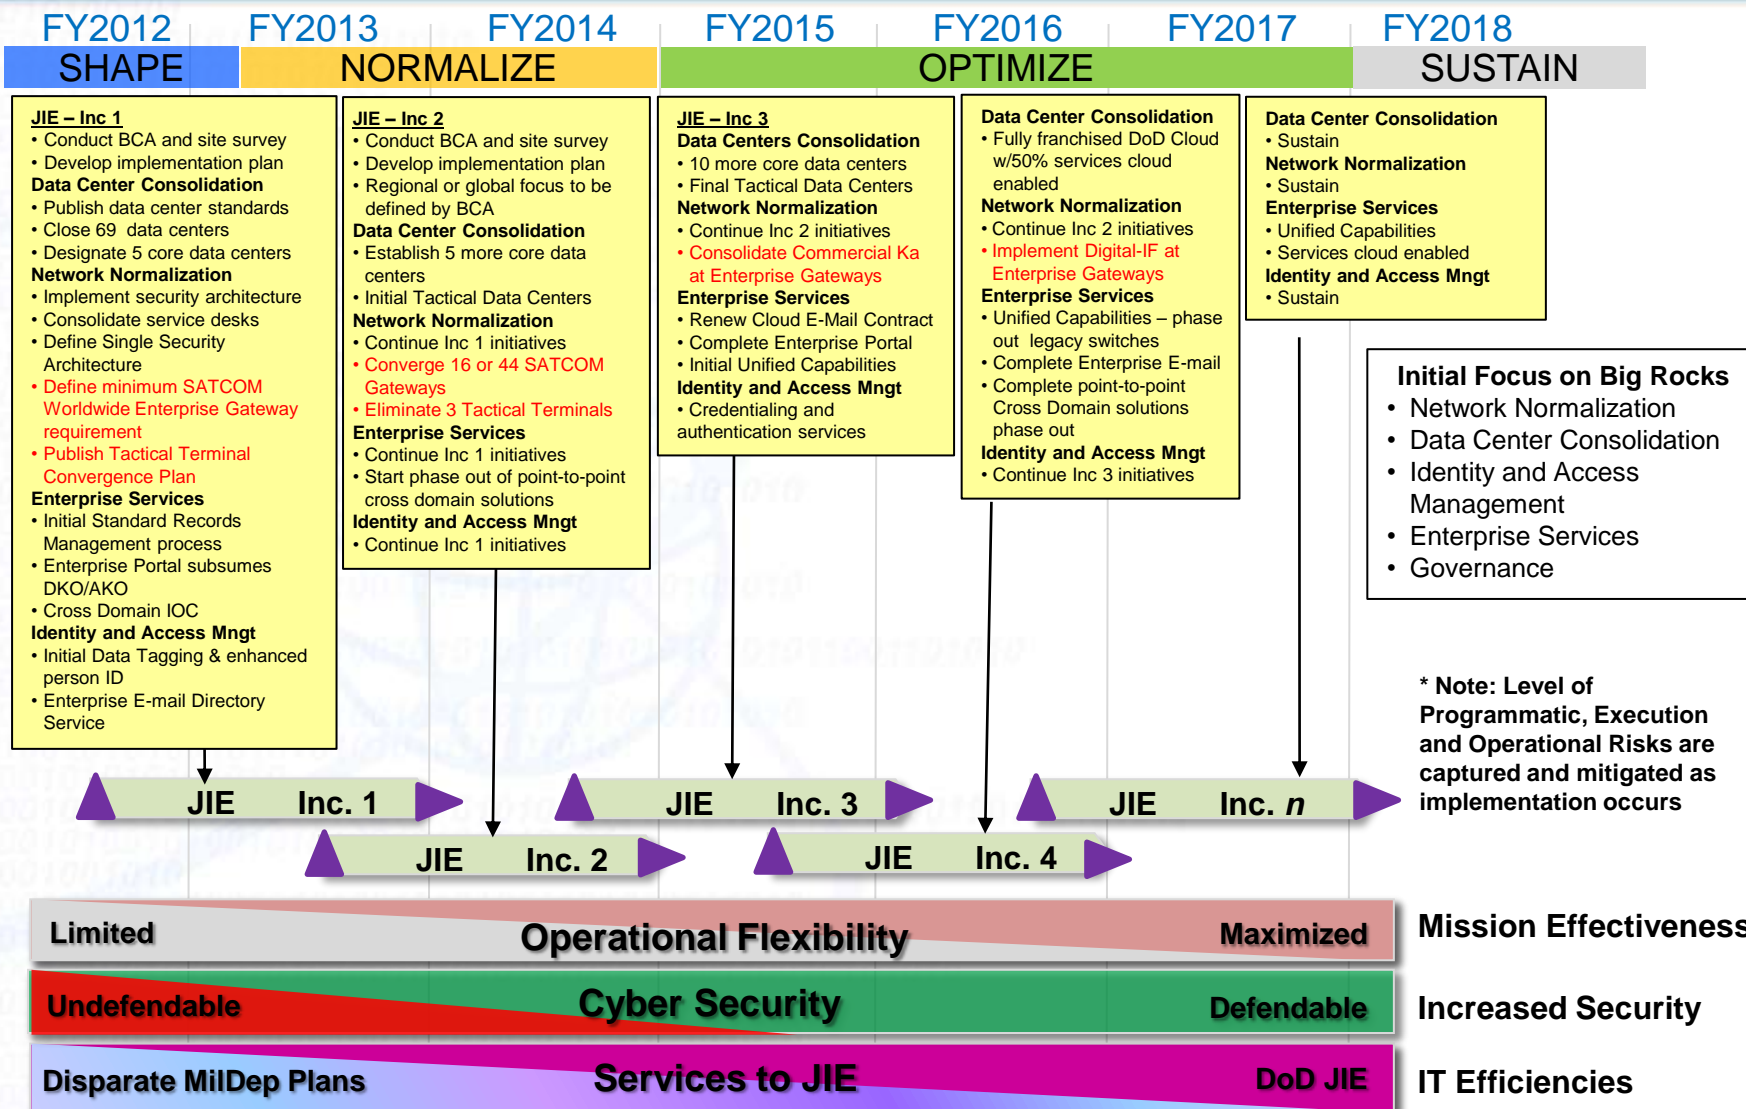 FY2012 FY2013 FY2014 FY2015 FY2016 FY2017 FY2018
SHAPE NORMALIZE OPTIMIZE SUSTAIN
JIE – Inc 1
• Conduct BCA and site survey
• Develop implementation plan
Data Center Consolidation
• Publish data center standards
• Close 69 data centers
• Designate 5 core data centers
Network Normalization
• Implement security architecture
• Consolidate service desks
• Define Single Security
Architecture
• Define minimum SATCOM
Worldwide Enterprise Gateway
requirement
• Publish Tactical Terminal
Convergence Plan
Enterprise Services
• Initial Standard Records
Management process
• Enterprise Portal subsumes
DKO/AKO
• Cross Domain IOC
Identity and Access Mngt
• Initial Data Tagging & enhanced
person ID
• Enterprise E-mail Directory
Service
JIE – Inc 2
• Conduct BCA and site survey
• Develop implementation plan
• Regional or global focus to be
defined by BCA
Data Center Consolidation
• Establish 5 more core data
centers
• Initial Tactical Data Centers
Network Normalization
• Continue Inc 1 initiatives
• Converge 16 or 44 SATCOM
Gateways
• Eliminate 3 Tactical Terminals
Enterprise Services
• Continue Inc 1 initiatives
• Start phase out of point-to-point
cross domain solutions
Identity and Access Mngt
• Continue Inc 1 initiatives
JIE – Inc 3
Data Centers Consolidation
• 10 more core data centers
• Final Tactical Data Centers
Network Normalization
• Continue Inc 2 initiatives
• Consolidate Commercial Ka
at Enterprise Gateways
Enterprise Services
• Renew Cloud E-Mail Contract
• Complete Enterprise Portal
• Initial Unified Capabilities
Identity and Access Mngt
• Credentialing and
authentication services
Data Center Consolidation
• Fully franchised DoD Cloud
w/50% services cloud
enabled
Network Normalization
• Continue Inc 2 initiatives
• Implement Digital-IF at
Enterprise Gateways
Enterprise Services
• Unified Capabilities – phase
out legacy switches
• Complete Enterprise E-mail
• Complete point-to-point
Cross Domain solutions
phase out
Identity and Access Mngt
• Continue Inc 3 initiatives
Data Center Consolidation
• Sustain
Network Normalization
• Sustain
Enterprise Services
• Unified Capabilities
• Services cloud enabled
Identity and Access Mngt
• Sustain
Initial Focus on Big Rocks
• Network Normalization
• Data Center Consolidation
• Identity and Access
Management
• Enterprise Services
• Governance
* Note: Level of
Programmatic, Execution
and Operational Risks are
captured and mitigated as
implementation occurs
JIE Inc. 1
JIE Inc. 2
JIE Inc. 3
JIE Inc. 4
JIE Inc. n
Limited Operational Flexibility Maximized Mission Effectiveness
Undefendable Cyber Security Defendable Increased Security
Disparate MilDep Plans Services to JIE DoD JIE IT Efficiencies